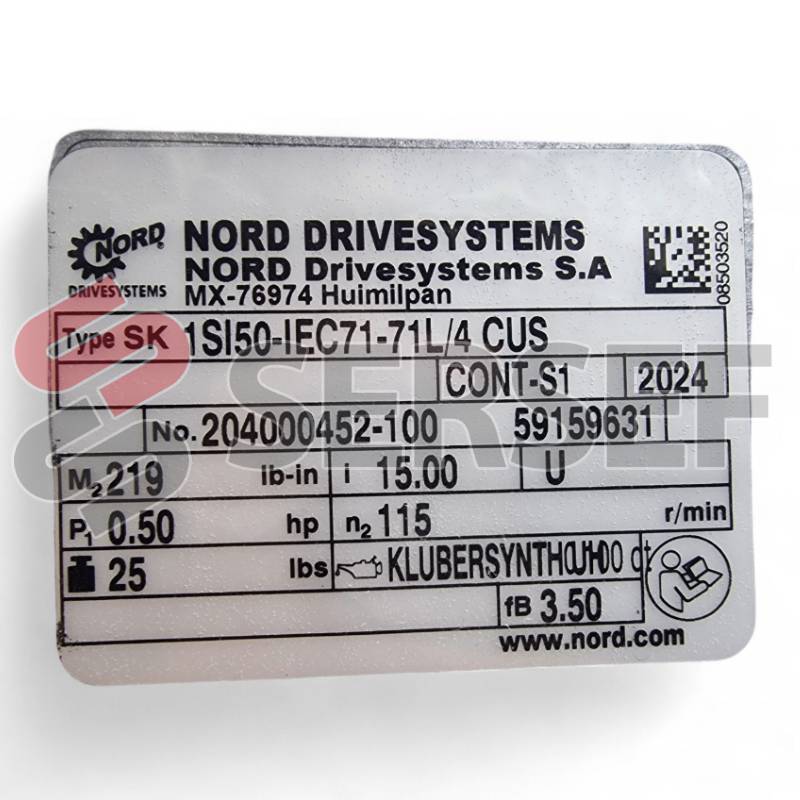 NORD
DRIVESYSTEMS
NORD DRIVESYSTEMS
NORD Drivesystems S.A
MX-76974 Huimilpan
08503520
Type SK 1SI50-IEC71-71L/4 CUS
CONT-S1 2024
No. 204000452-100 59159631
M2 219 lb-in i 15.00 U
P1 0.50 hp n2 115 r/min
25 lbs
fB 3.50
www.nord.com
SERSEF